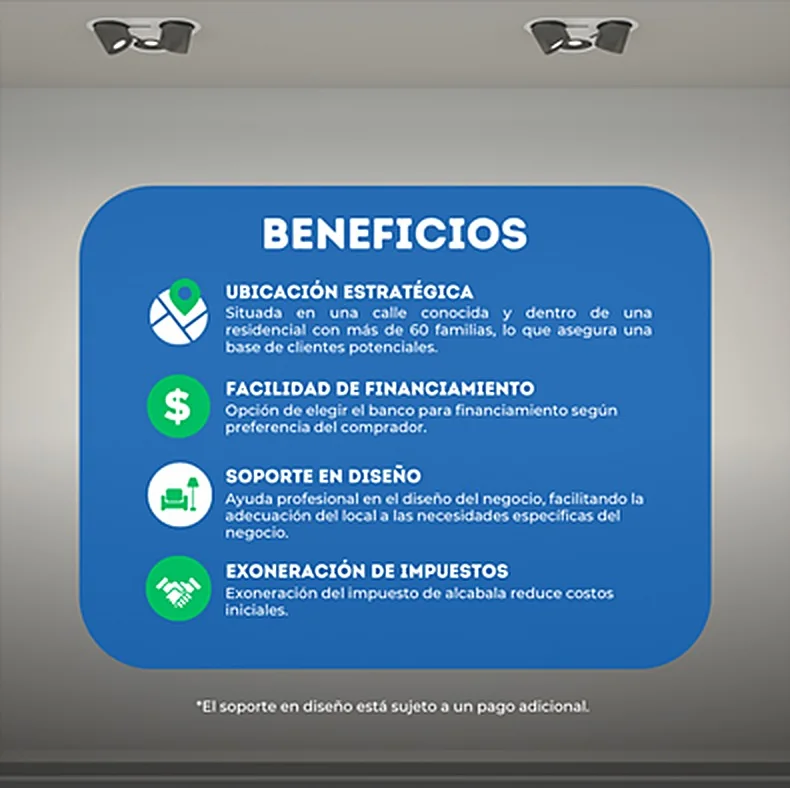 BENEFICIOS
UBICACIÓN ESTRATÉGICA
Situada en una calle conocida y dentro de una
residencial con más de 60 familias, lo que asegura una
base de clientes potenciales.
$
FACILIDAD DE FINANCIAMIENTO
Opción de elegir el banco para financiamiento según
preferencia del comprador.
SOPORTE EN DISEÑO
Ayuda profesional en el diseño del negocio, facilitando la
adecuación del local a las necesidades específicas del
negocio.
EXONERACIÓN DE IMPUESTOS
Exoneración del impuesto de alcabala reduce costos
iniciales.
*El soporte en diseño está sujeto a un pago adicional.